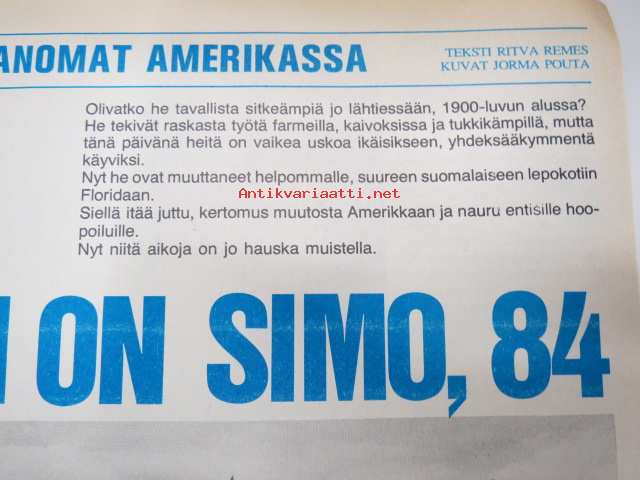 ANOMAT AMERIKASSA
TEKSTI RITVA REMES
KUVAT JORMA POUTA
Olivatko he tavallista sitkeämpiä jo lähtiessään, 1900-luvun alussa?
He tekivät raskasta työtä farmeilla, kaivoksissa ja tukkikämpillä, mutta
tänä päivänä heitä on vaikea uskoa ikäisikseen, yhdeksääkymmentä
käyviksi.
Nyt he ovat muuttaneet helpommalle, suureen suomalaiseen lepokotiin
Floridaan.
Antikvariaatti.net
Siellä itää juttu, kertomus muutosta Amerikkaan ja nauru entisille hoo-
poiluille.
Nyt niitä aikoja on jo hauska muistella.
ON SIMO, 84